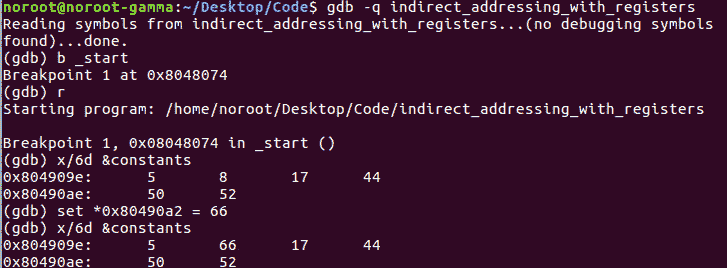 noroot@noroot-gamma:~/Desktop/Code$ gdb -q indirect_addressing_with_registers
Reading symbols from indirect_addressing_with_registers...(no debugging symbols
found)...done.
(gdb) b _start
Breakpoint 1 at 0x8048074
(gdb) r
Starting program: /home/noroot/Desktop/Code/indirect_addressing_with_registers
Breakpoint 1, 0x08048074 in _start ()
(gdb) x/6d &constants
0x804909e: 5 8 17 44
0x80490ae: 50 52
(gdb) set *0x80490a2 = 66
(gdb) x/6d &constants
0x804909e: 5 66 17 44
0x80490ae: 50 52